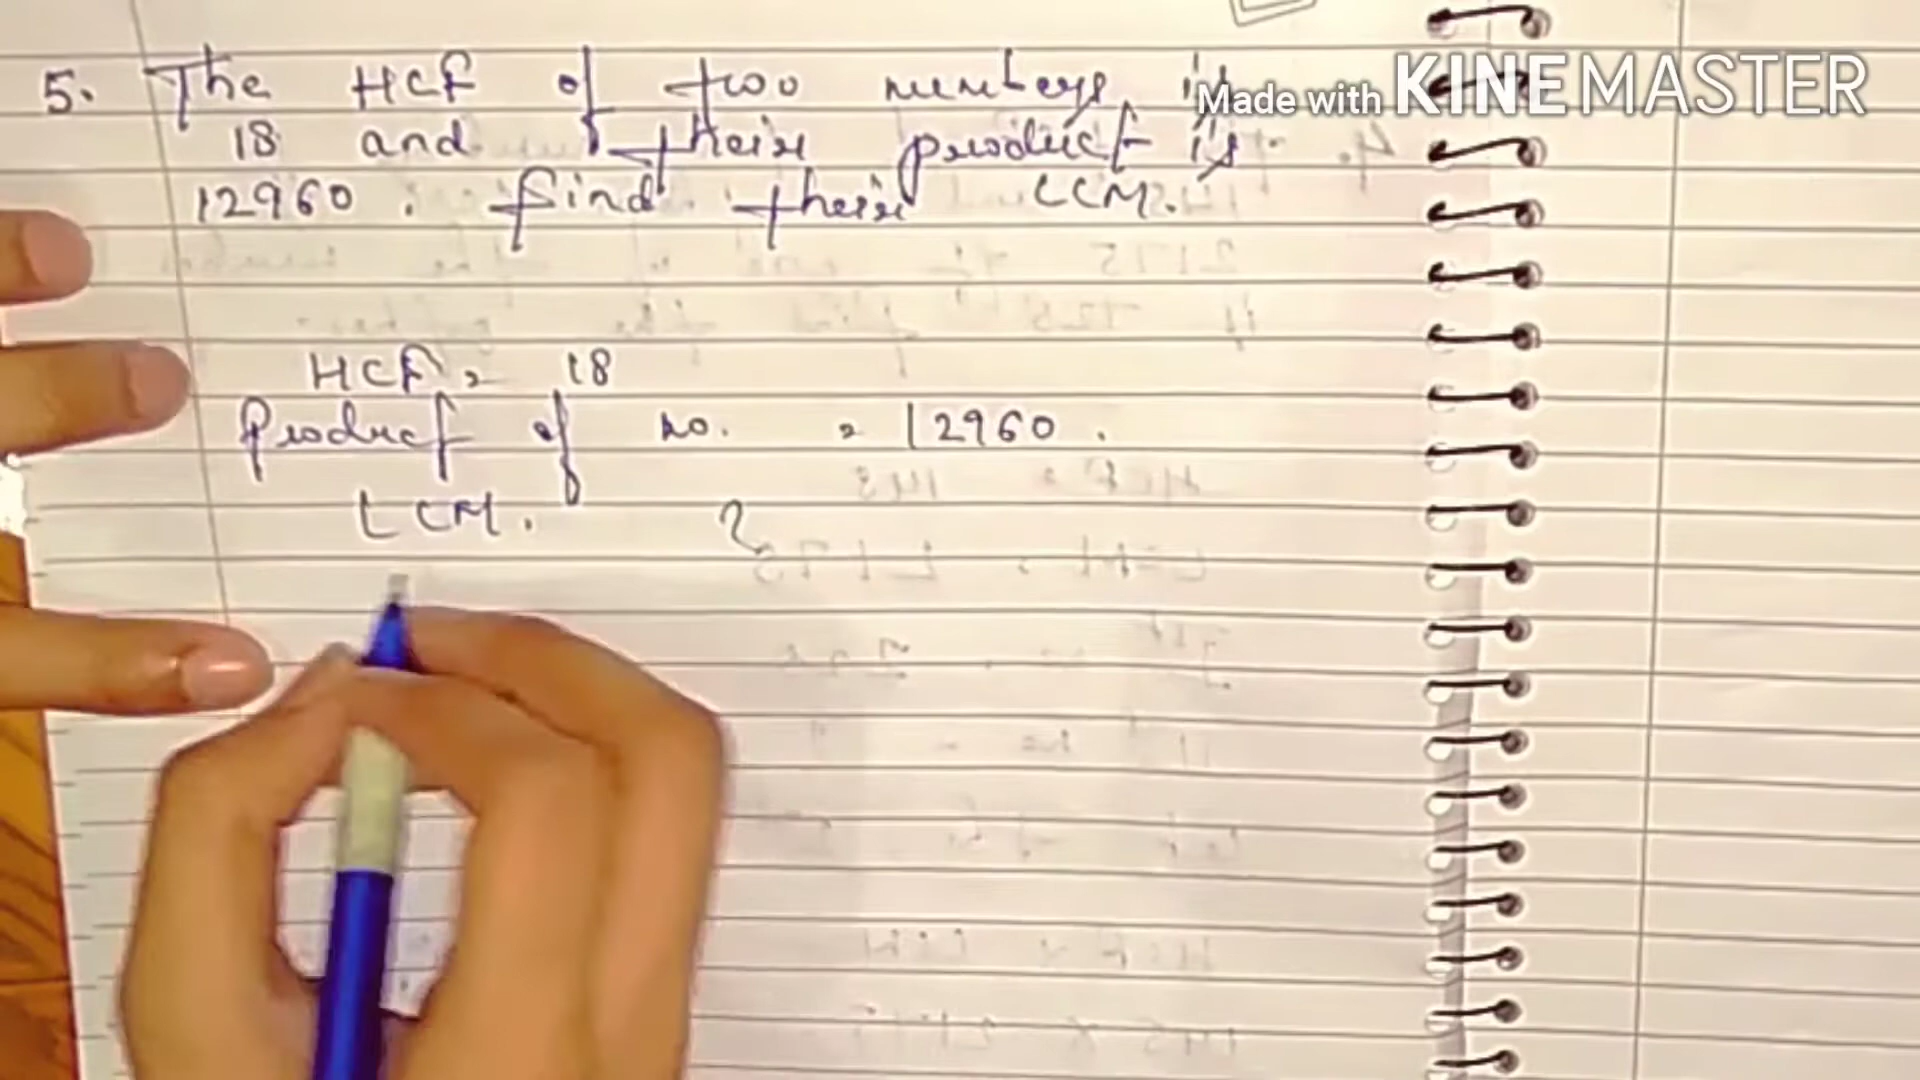 5. The HCF of two numbers is
18 and their product is
12960. find their LCM.
Made with KINEMASTER
HCF = 18
Product of no. = 12960.
LCM. ?